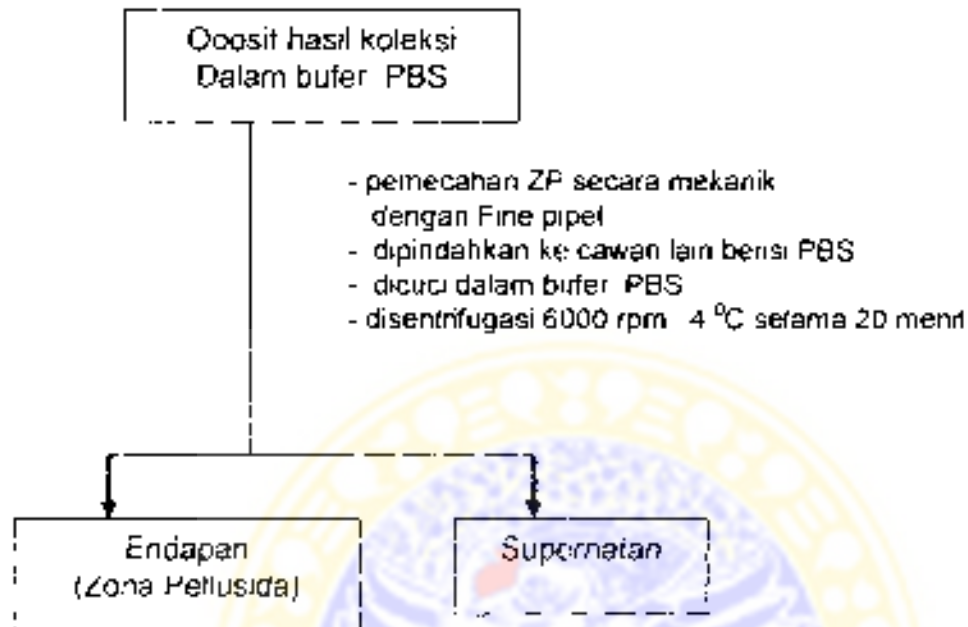 Oosit hasil koleksi
Dalam bufer PBS
- pemecahan ZP secara mekanik
dengan Fine pipet
- dipindahkan ke cawan lain berisi PBS
- dicuci dalam bufer PBS
- disentrifugasi 6000 rpm 4 ⁰C selama 20 menit
Endapan
(Zona Pellusida)
Supernatan